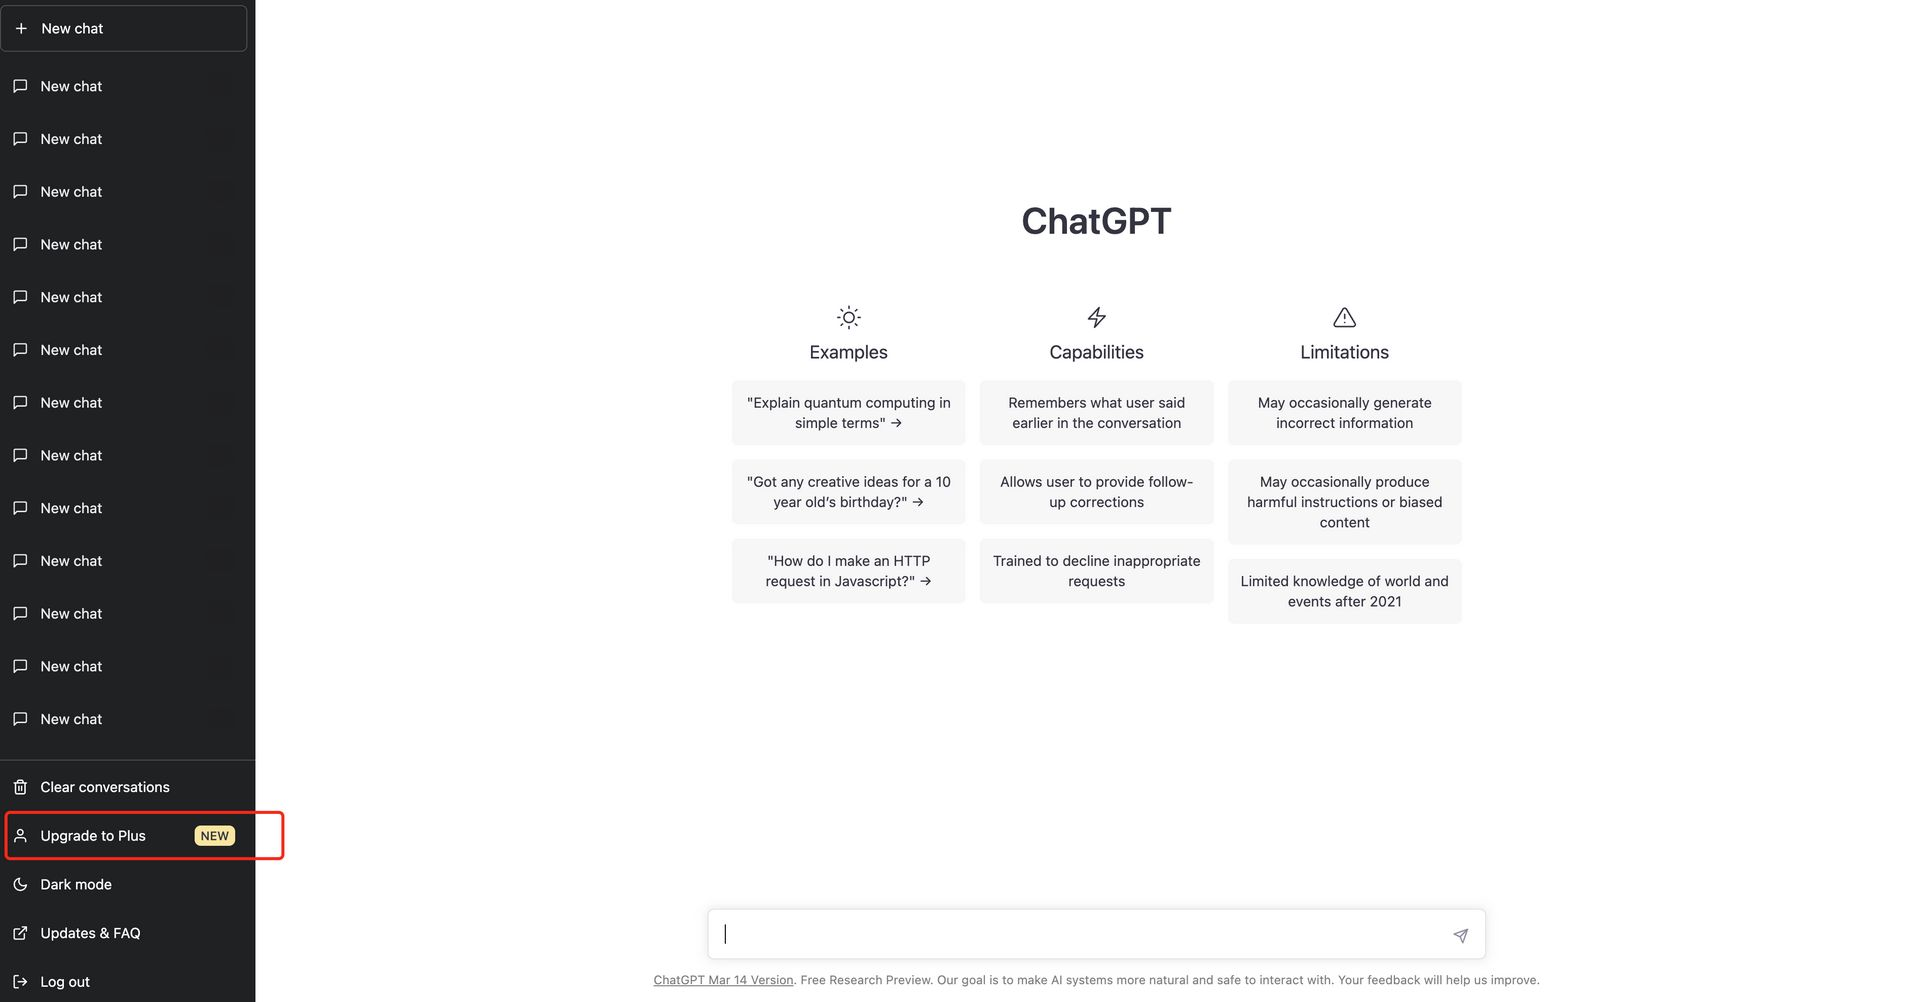 New chat
New chat
New chat
New chat
New chat
New chat
New chat
New chat
New chat
New chat
New chat
New chat
New chat
New chat
Clear conversations
Upgrade to Plus NEW
Dark mode
Updates & FAQ
Log out
ChatGPT
Examples
"Explain quantum computing in
simple terms" →
"Got any creative ideas for a 10
year old's birthday?" →
"How do I make an HTTP
request in Javascript?" →
Capabilities
Remembers what user said
earlier in the conversation
Allows user to provide follow-
up corrections
Trained to decline inappropriate
requests
Limitations
May occasionally generate
incorrect information
May occasionally produce
harmful instructions or biased
content
Limited knowledge of world and
events after 2021
ChatGPT Mar 14 Version. Free Research Preview. Our goal is to make AI systems more natural and safe to interact with. Your feedback will help us improve.